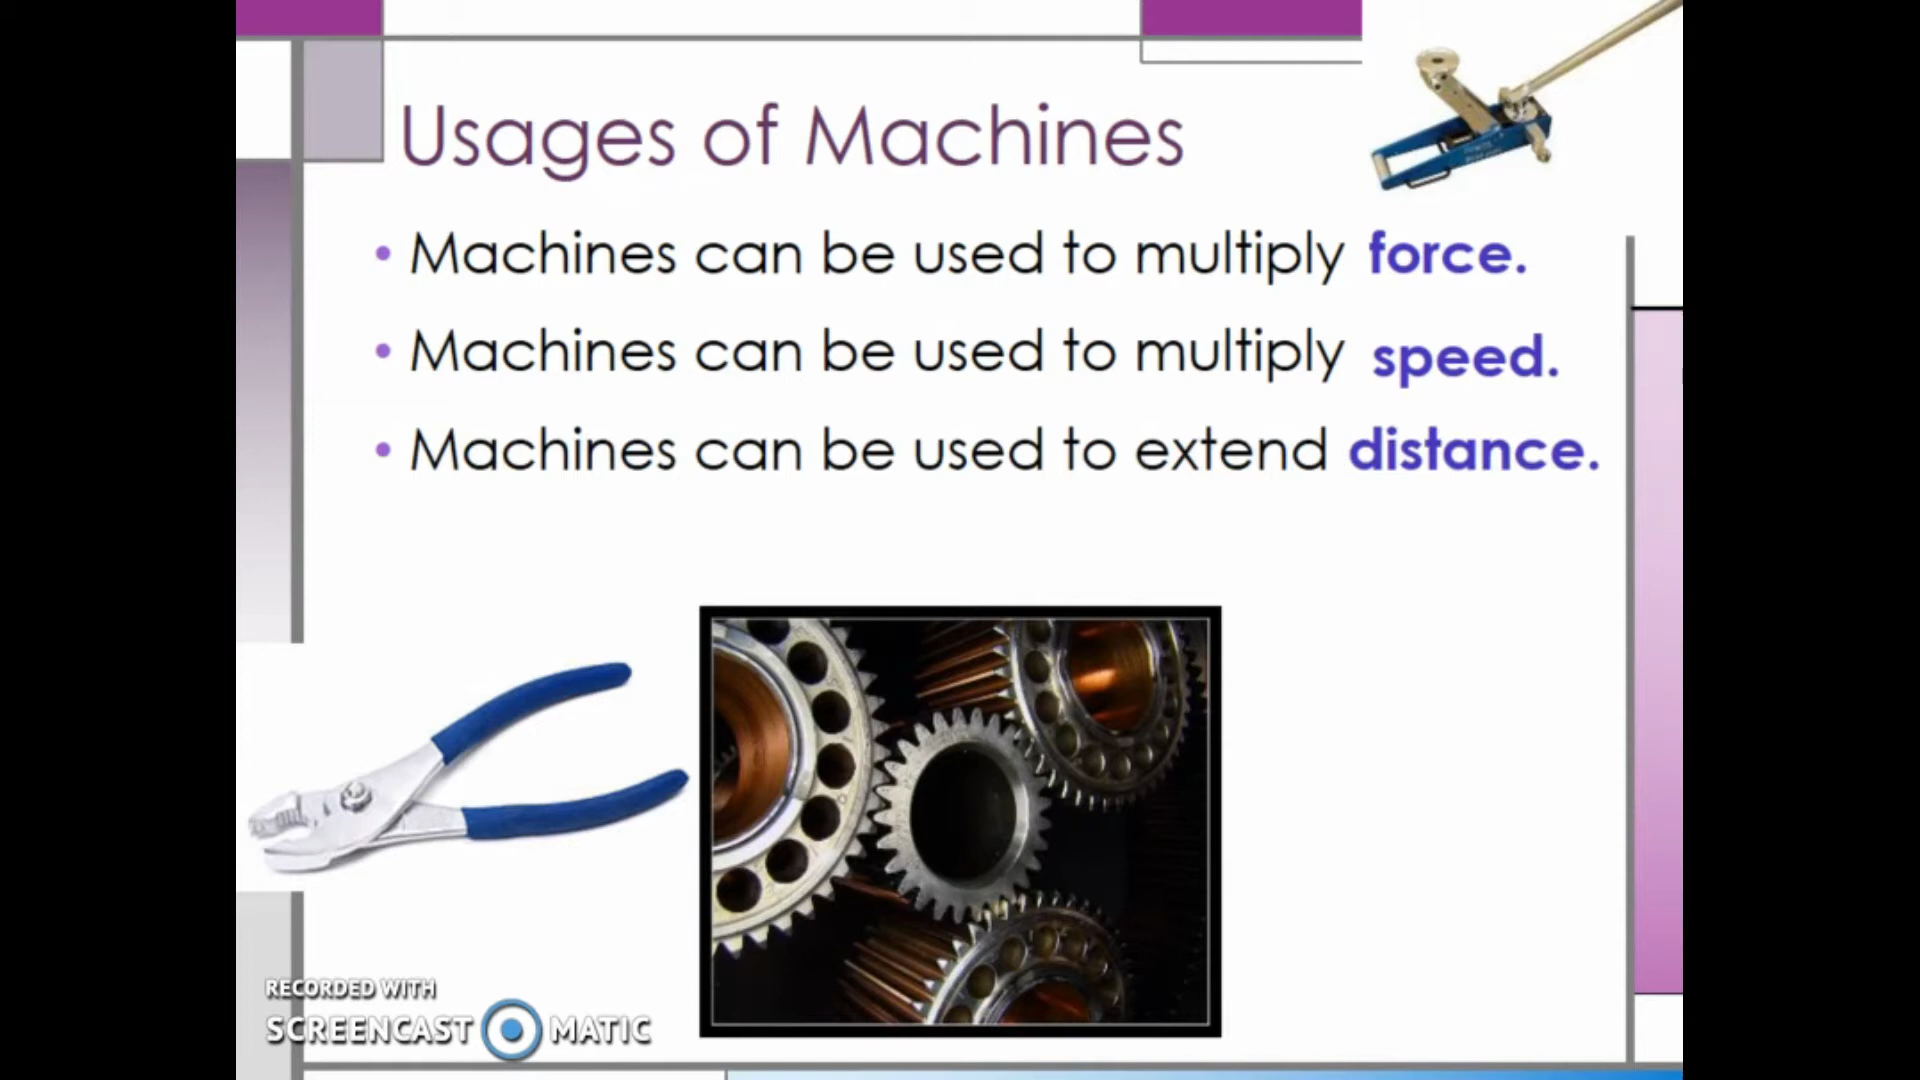 Usages of Machines
• Machines can be used to multiply force.
• Machines can be used to multiply speed.
• Machines can be used to extend distance.
RECORDED WITH
SCREENCAST MATIC